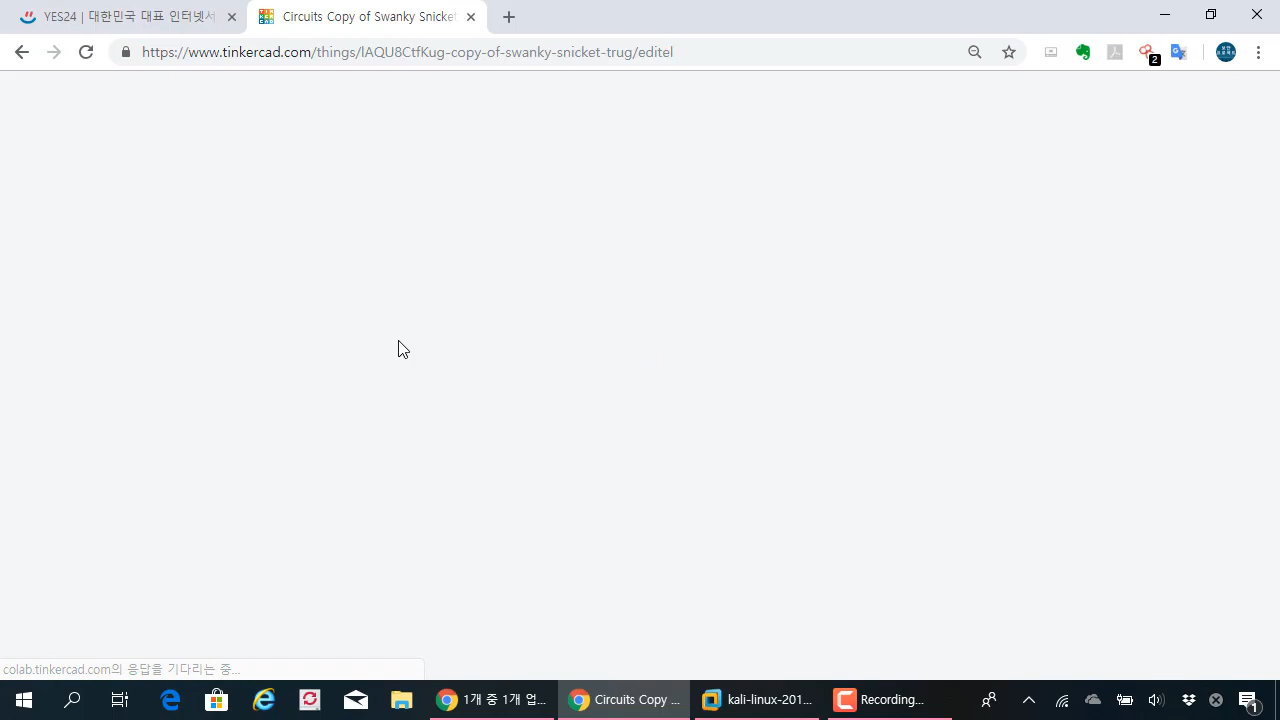 YES24 | 대한민국 대표 인터넷서
Circuits Copy of Swanky Snicket
https://www.tinkercad.com/things/lAQU8CtfKug-copy-of-swanky-snicket-trug/editel
2
colab.tinkercad.com의 응답을 기다리는 중...
1개 중 1개 업...
Circuits Copy ...
kali-linux-201...
Recording...
1